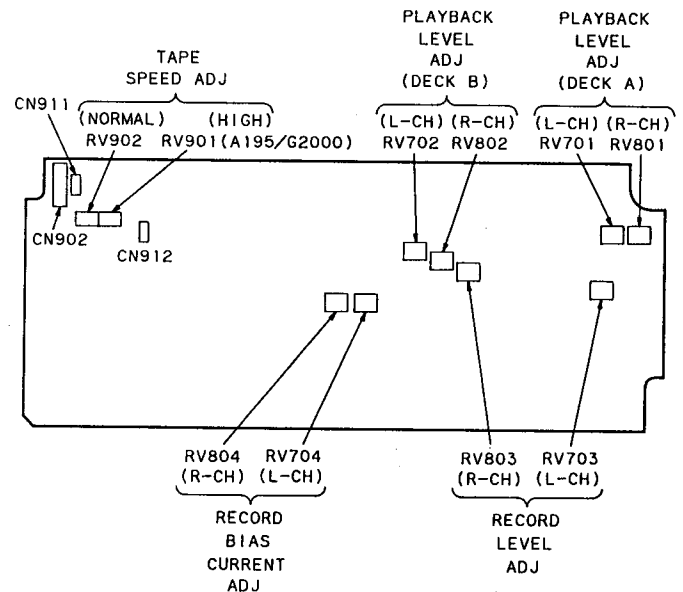 PLAYBACK
LEVEL
ADJ
(DECK B)
PLAYBACK
LEVEL
ADJ
(DECK A)
TAPE
SPEED ADJ
CN911
(NORMAL) (HIGH)
RV902 RV901(A195/G2000)
(L-CH) (R-CH)
RV702 RV802
(L-CH) (R-CH)
RV701 RV801
CN902
CN912
RV804 RV704
(R-CH) (L-CH)
RECORD
BIAS
CURRENT
ADJ
RV803 RV703
(R-CH) (L-CH)
RECORD
LEVEL
ADJ